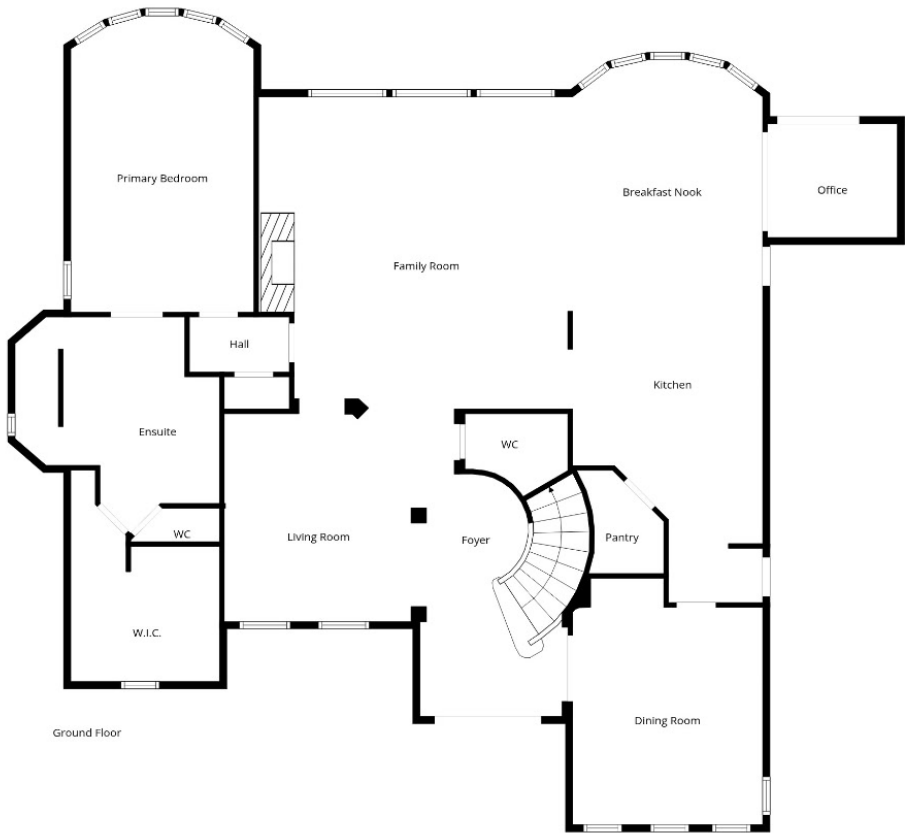 Primary Bedroom
Breakfast Nook
Office
Family Room
Hall
Kitchen
Ensuite
WC
WC
Living Room
Foyer
Pantry
W.I.C.
Dining Room
Ground Floor